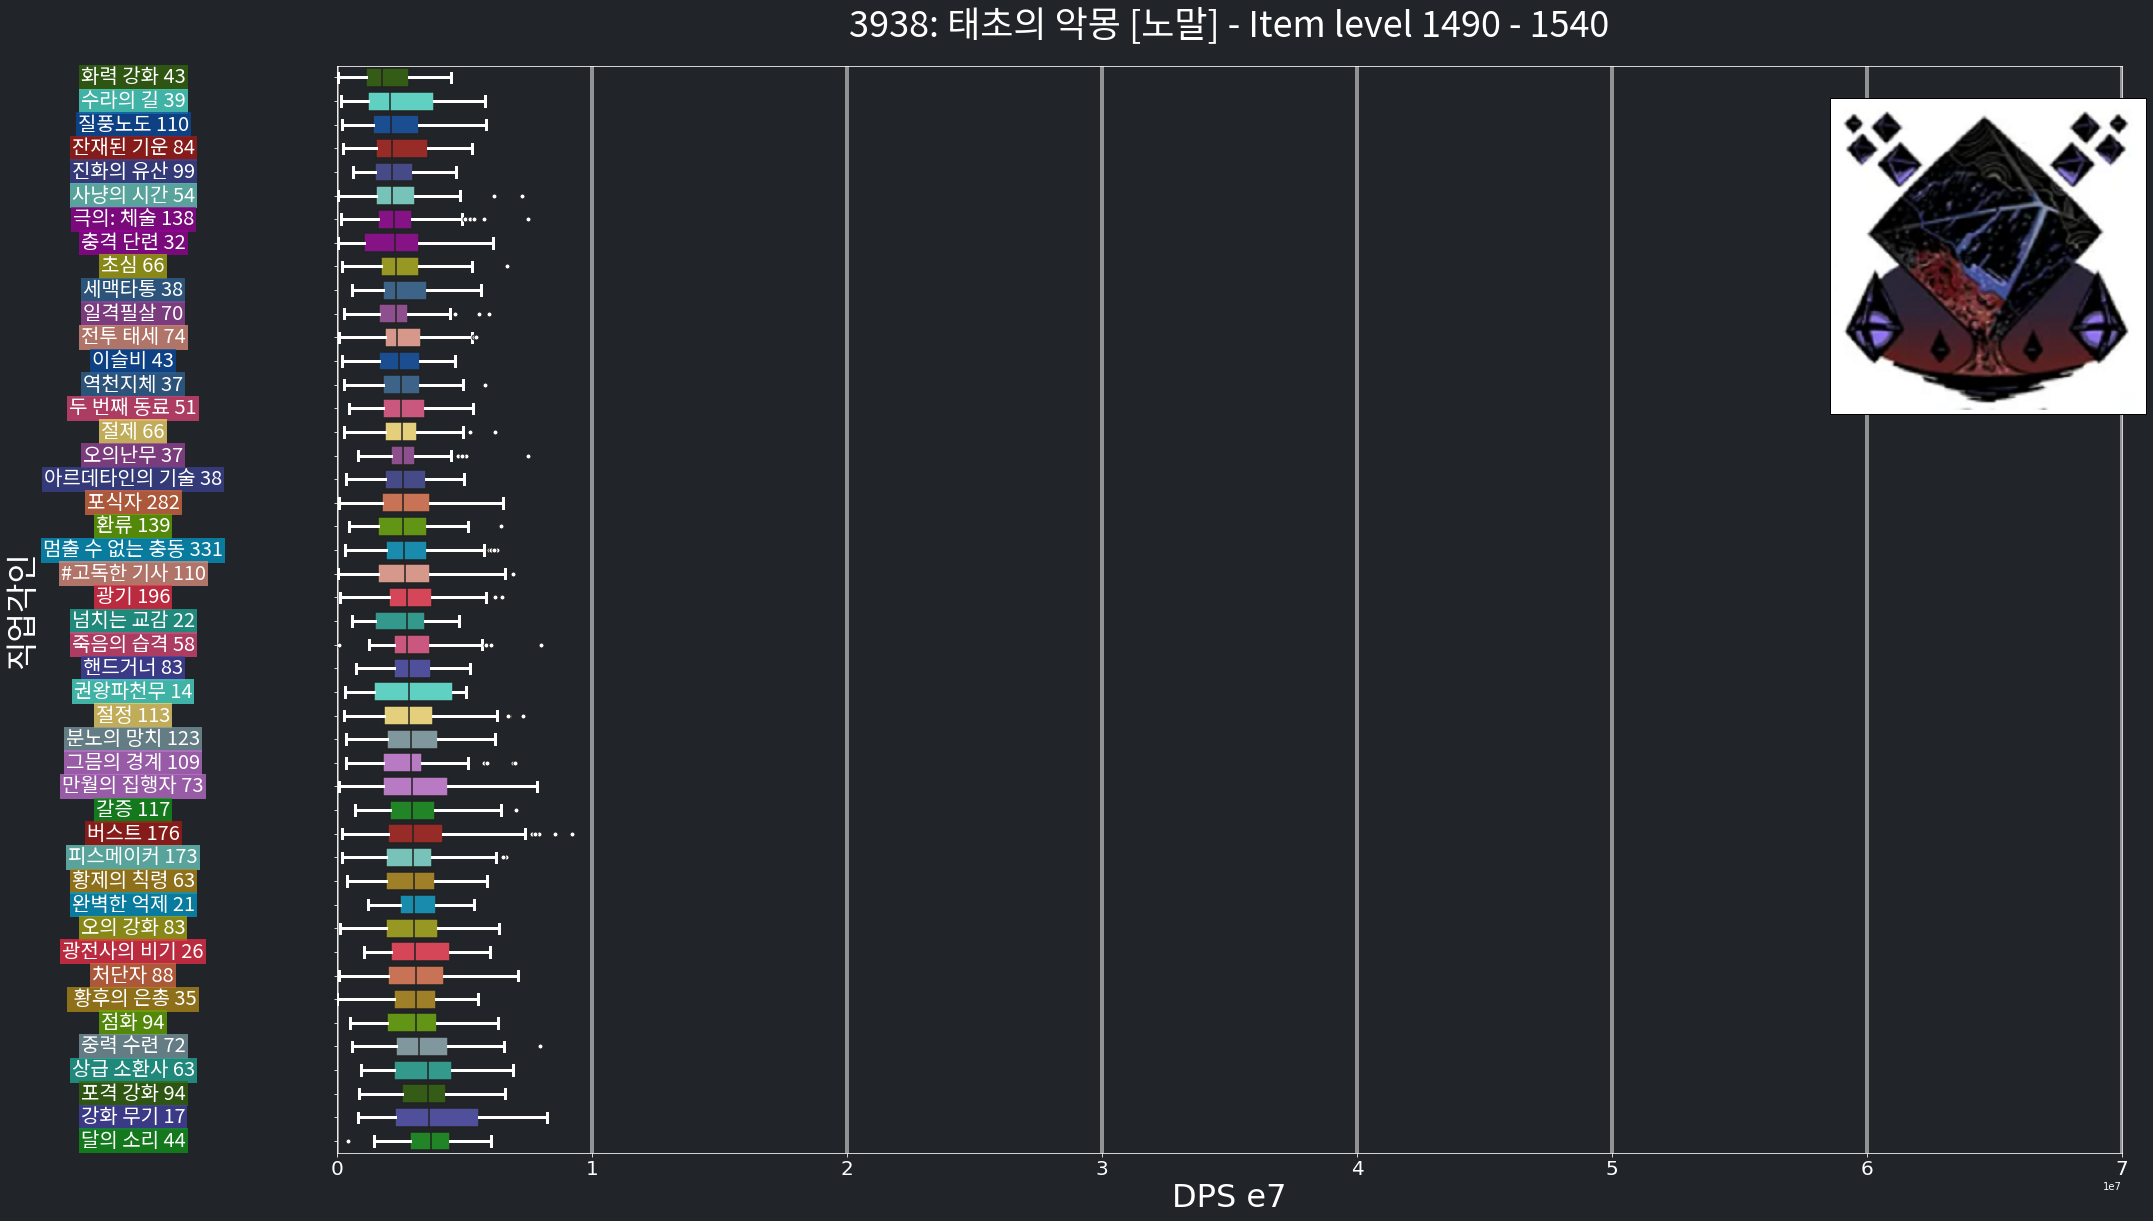 3938: 태초의 악몽 [노말] - Item level 1490 - 1540
직업각인
화력 강화 43
수라의 길 39
질풍노도 110
잔재된 기운 84
진화의 유산 99
사냥의 시간 54
극의: 체술 138
충격 단련 32
초심 66
세맥타통 38
일격필살 70
전투 태세 74
이슬비 43
역천지체 37
두 번째 동료 51
절제 66
오의난무 37
아르데타인의 기술 38
포식자 282
환류 139
멈출 수 없는 충동 331
#고독한 기사 110
광기 196
넘치는 교감 22
죽음의 습격 58
핸드거너 83
권왕파천무 14
절정 113
분노의 망치 123
그믐의 경계 109
만월의 집행자 73
갈증 117
버스트 176
피스메이커 173
황제의 칙령 63
완벽한 억제 21
오의 강화 83
광전사의 비기 26
처단자 88
황후의 은총 35
점화 94
중력 수련 72
상급 소환사 63
포격 강화 94
강화 무기 17
달의 소리 44
0 1 2 3 4 5 6 7
1e7
DPS e7